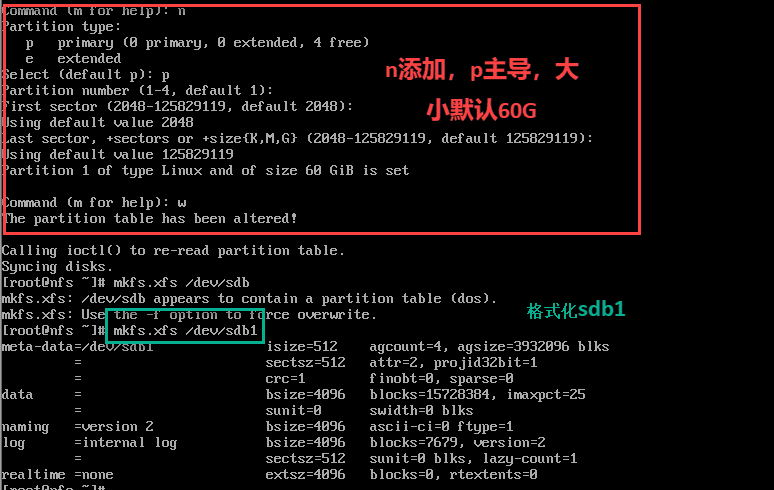 Command (m for help): n
Partition type:
   p   primary (0 primary, 0 extended, 4 free)
   e   extended
Select (default p): p
Partition number (1-4, default 1):
First sector (2048-125829119, default 2048):
Using default value 2048
Last sector, +sectors or +size{K,M,G} (2048-125829119, default 125829119):
Using default value 125829119
Partition 1 of type Linux and of size 60 GiB is set
n添加，p主导，大
小默认60G
Command (m for help): w
The partition table has been altered!
Calling ioctl() to re-read partition table.
Syncing disks.
[root@nfs ~]# mkfs.xfs /dev/sdb
mkfs.xfs: /dev/sdb appears to contain a partition table (dos).
mkfs.xfs: Use the -f option to force overwrite.
格式化sdb1
[root@nfs ~]# mkfs.xfs /dev/sdb1
meta-data=/dev/sdb1              isize=512    agcount=4, agsize=3932096 blks
         =                       sectsz=512   attr=2, projid32bit=1
         =                       crc=1        finobt=0, sparse=0
data     =                       bsize=4096   blocks=15728384, imaxpct=25
         =                       sunit=0      swidth=0 blks
naming   =version 2              bsize=4096   ascii-ci=0 ftype=1
log      =internal log           bsize=4096   blocks=7679, version=2
         =                       sectsz=512   sunit=0 blks, lazy-count=1
realtime =none                   extsz=4096   blocks=0, rtextents=0
[root@nfs ~]#